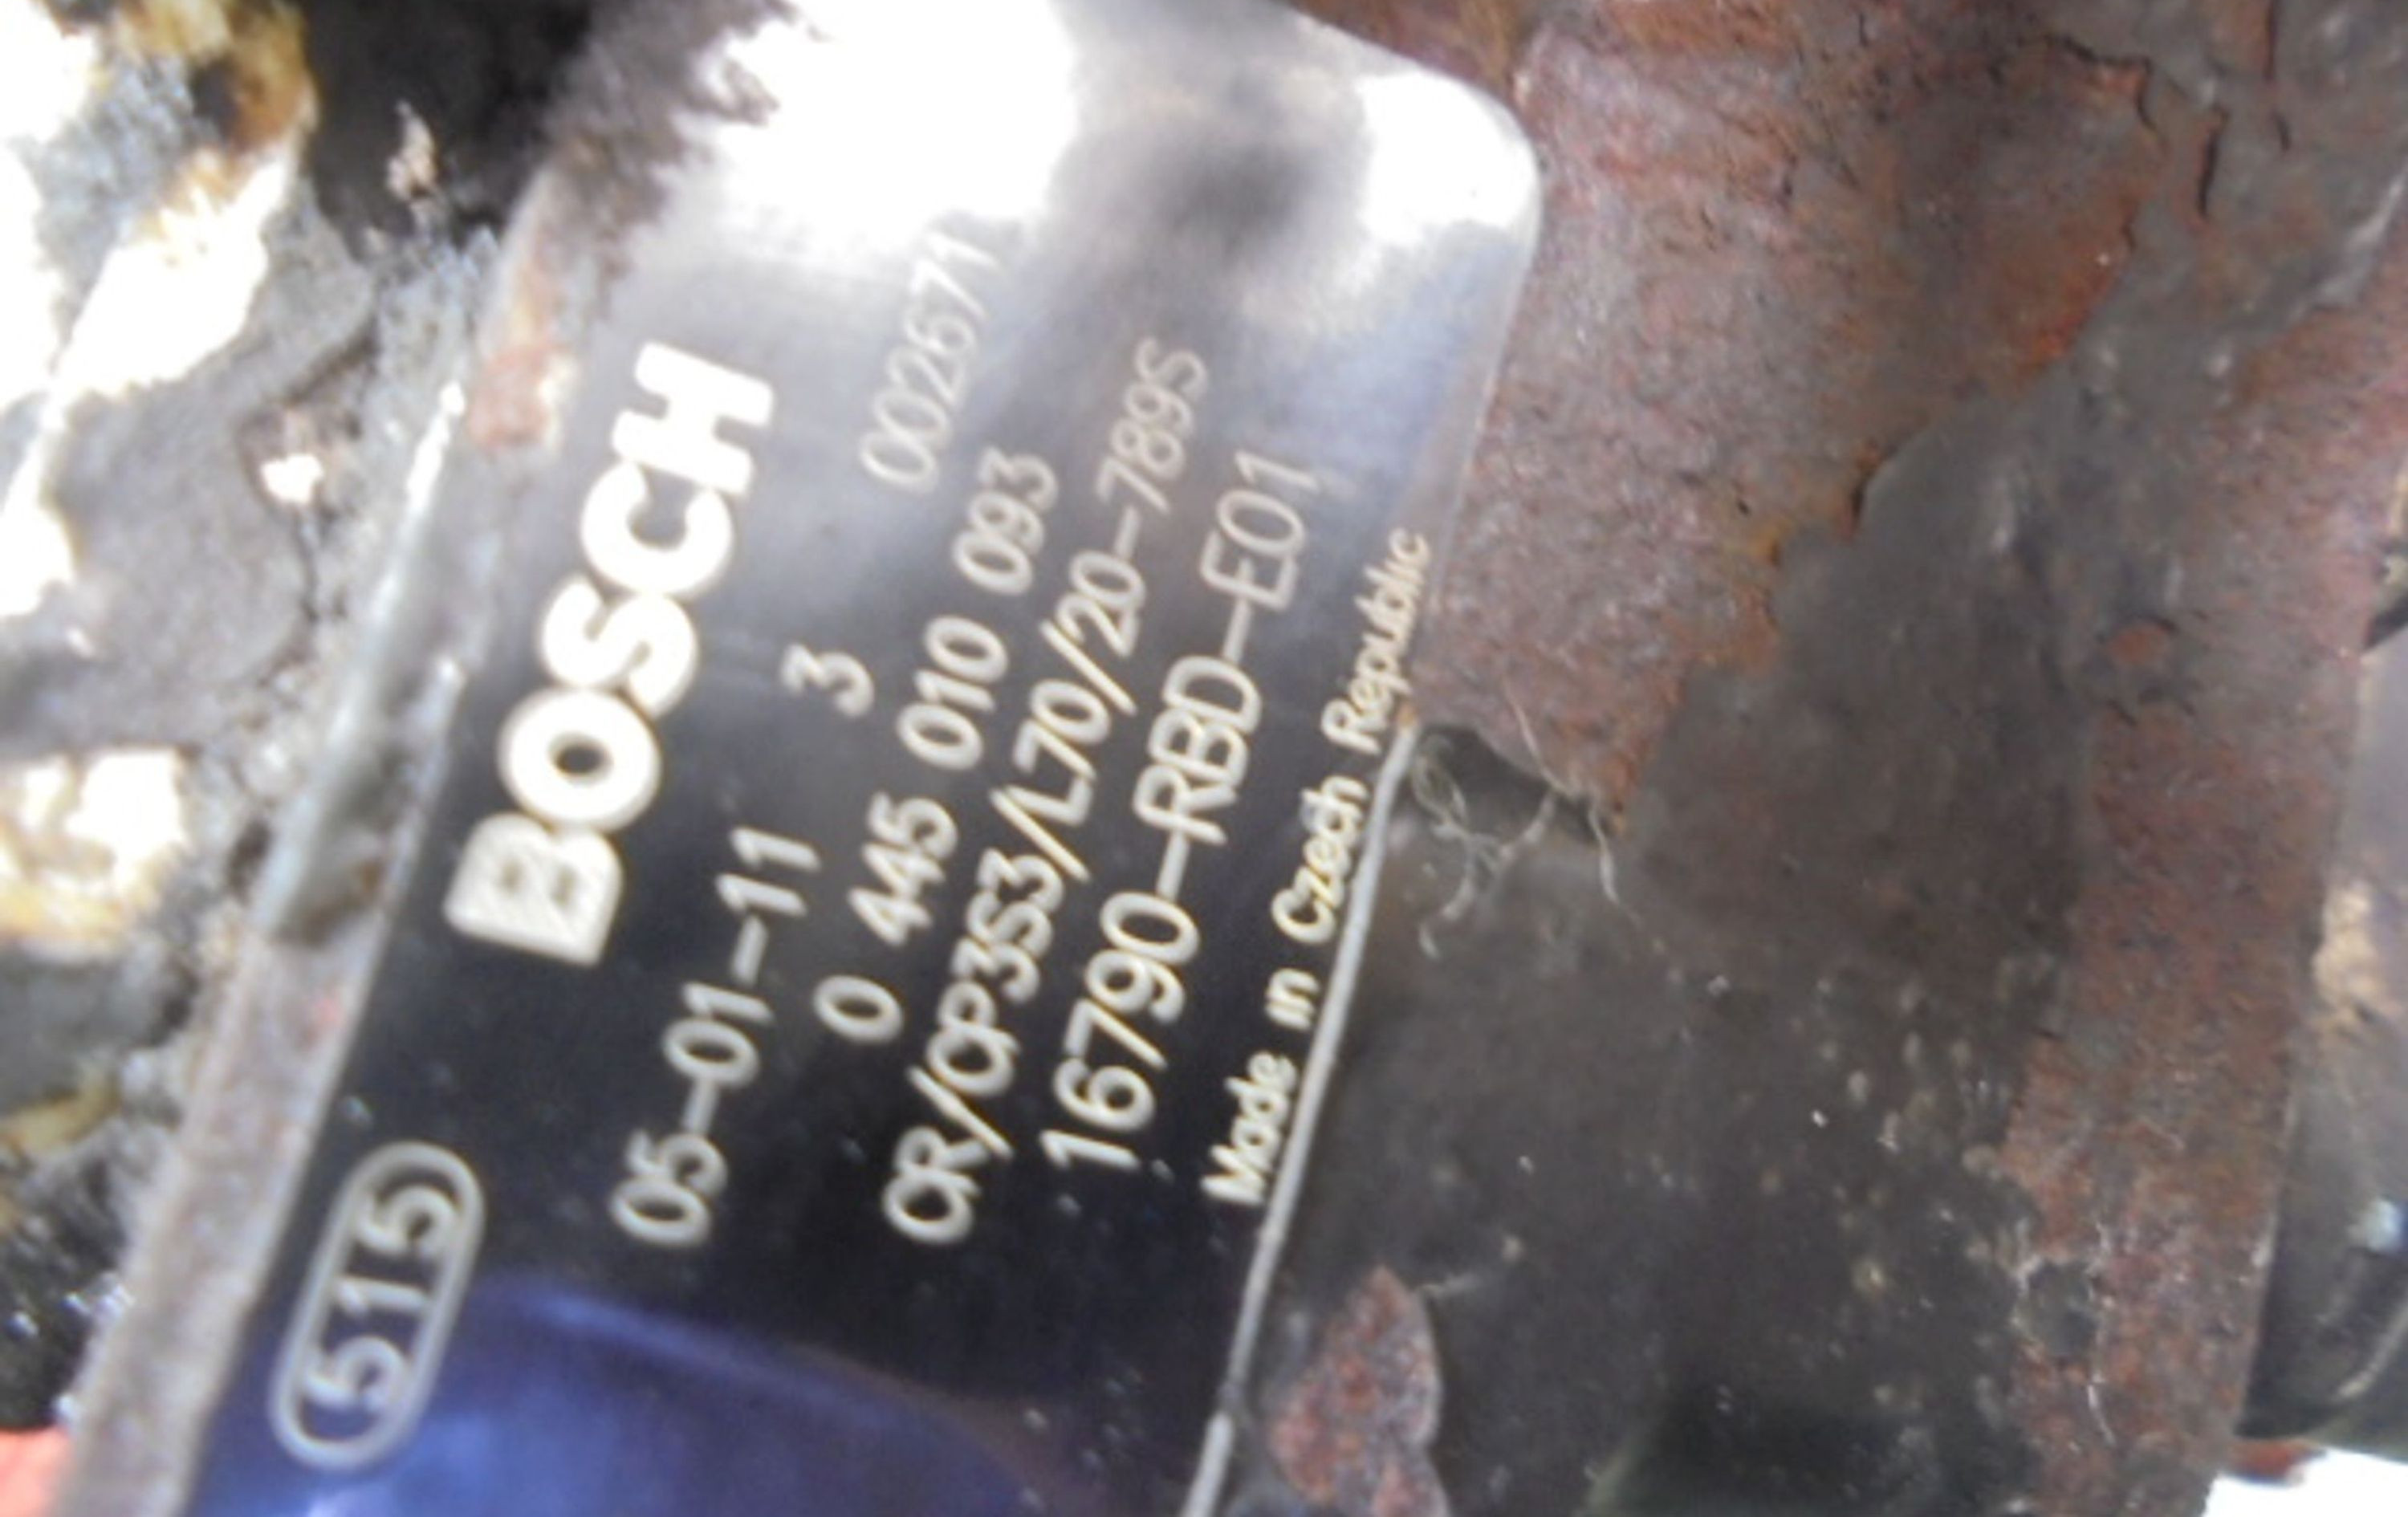 BOSCH
515
05-01-11 3 002671
0 445 010 093
CR/CP3S3/L70/20-789S
16790-RBD-E01
Made in Czech Republic